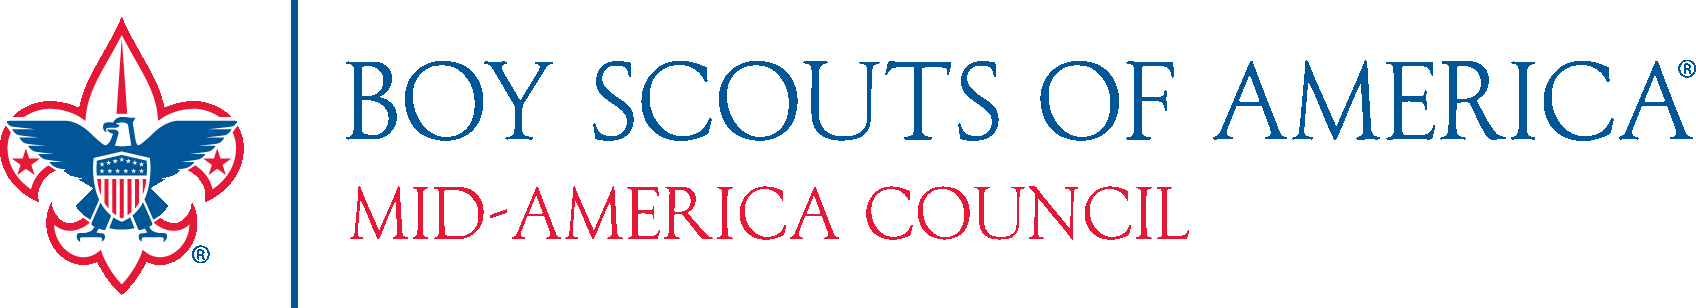 BOY SCOUTS OF AMERICA®
MID-AMERICA COUNCIL
®